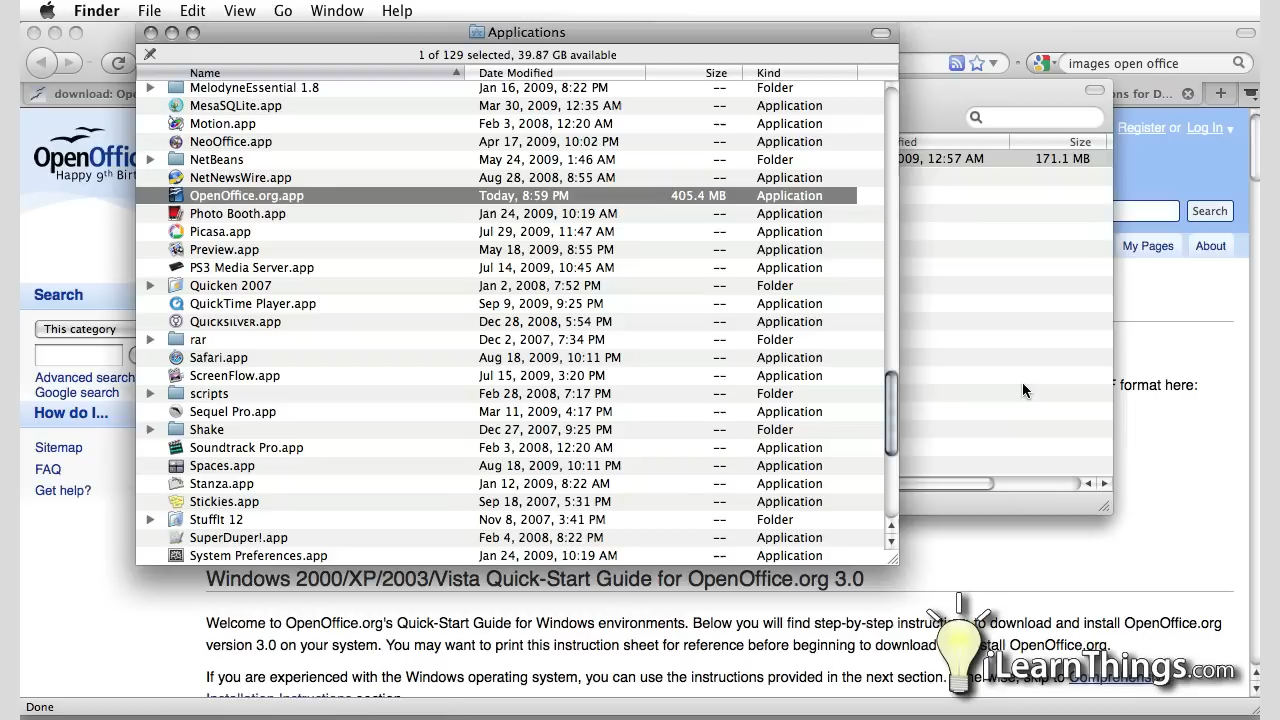 Finder File Edit View Go Window Help
Applications
1 of 129 selected, 39.87 GB available
images open office
download: Op
ns for D...
Name Date Modified Size Kind
MelodyneEssential 1.8 Jan 16, 2009, 8:22 PM -- Folder
MesaSQLite.app Mar 30, 2009, 12:35 AM -- Application
Motion.app Feb 3, 2008, 12:20 AM -- Application
NeoOffice.app Apr 17, 2009, 10:02 PM -- Application
NetBeans May 24, 2009, 1:46 AM -- Folder
NetNewsWire.app Aug 28, 2008, 8:55 AM -- Application
OpenOffice.org.app Today, 8:59 PM 405.4 MB Application
Photo Booth.app Jan 24, 2009, 10:19 AM -- Application
Picasa.app Jul 29, 2009, 11:47 AM -- Application
Preview.app May 18, 2009, 8:55 PM -- Application
PS3 Media Server.app Jul 14, 2009, 10:45 AM -- Application
Quicken 2007 Jan 2, 2008, 7:52 PM -- Folder
QuickTime Player.app Sep 9, 2009, 9:25 PM -- Application
Quicksilver.app Dec 28, 2008, 5:54 PM -- Application
rar Dec 2, 2007, 7:34 PM -- Folder
Safari.app Aug 18, 2009, 10:11 PM -- Application
ScreenFlow.app Jul 15, 2009, 3:20 PM -- Application
scripts Feb 28, 2008, 7:17 PM -- Folder
Sequel Pro.app Mar 11, 2009, 4:17 PM -- Application
Shake Dec 27, 2007, 9:25 PM -- Folder
Soundtrack Pro.app Feb 3, 2008, 12:20 AM -- Application
Spaces.app Aug 18, 2009, 10:11 PM -- Application
Stanza.app Jan 12, 2009, 8:22 AM -- Application
Stickies.app Sep 18, 2007, 5:31 PM -- Application
StuffIt 12 Nov 8, 2007, 3:41 PM -- Folder
SuperDuper!.app Feb 4, 2008, 8:22 PM -- Application
System Preferences.app Jan 24, 2009, 10:19 AM -- Application
fied Size
009, 12:57 AM 171.1 MB
Register or Log In
Search
My Pages About
F format here:
OpenOffi
Happy 9th Birt
Search
This category
Advanced search
Google search
How do I...
Sitemap
FAQ
Get help?
Windows 2000/XP/2003/Vista Quick-Start Guide for OpenOffice.org 3.0
Welcome to OpenOffice.org's Quick-Start Guide for Windows environments. Below you will find step-by-step instructi to download and install OpenOffice.org
version 3.0 on your system. You may want to print this instruction sheet for reference before beginning to downloa stall OpenOffice.org.
If you are experienced with the Windows operating system, you can use the instructions provided in the next section.
iLearnThings.com
Installation Instructions section.
Done